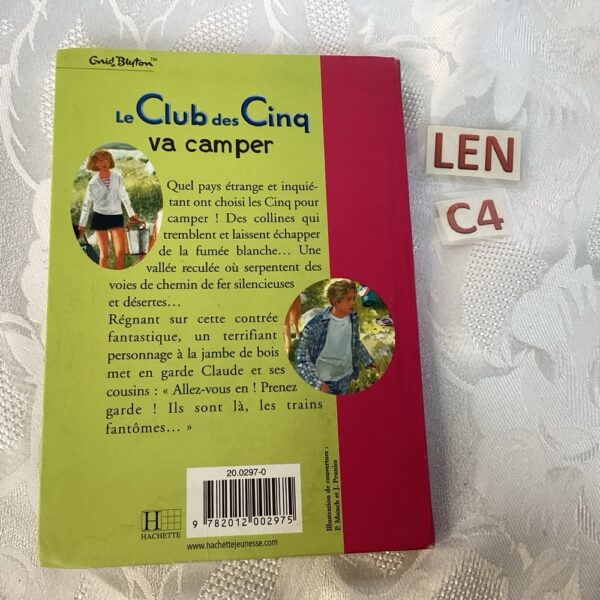 Enid Blyton™
Le Club des Cinq
va camper
Quel pays étrange et inquié-
tant ont choisi les Cinq pour
camper ! Des collines qui
tremblent et laissent échapper
de la fumée blanche... Une
vallée reculée où serpentent des
voies de chemin de fer silencieuses
et désertes...
Régnant sur cette contrée
fantastique, un terrifiant
personnage à la jambe de bois
met en garde Claude et ses
cousins : « Allez-vous en ! Prenez
garde ! Ils sont là, les trains
fantômes... »
Illustration de couverture :
P. Munsch et J. Prunier
20.0297-0
9 782012 002975
H
HACHETTE
www.hachettejeunesse.com
LEN
C4